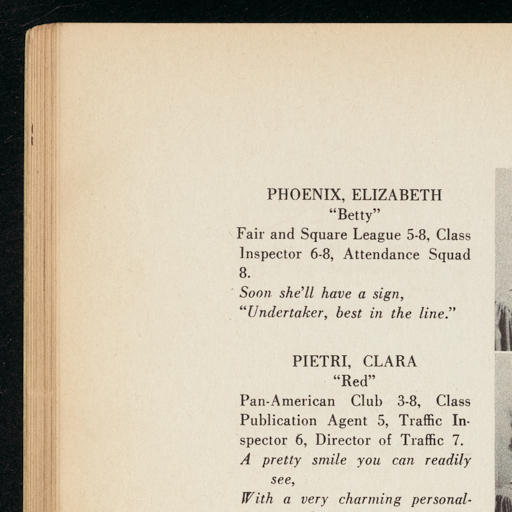 PHOENIX, ELIZABETH
“Betty”
Fair and Square League 5-8, Class
Inspector 6-8, Attendance Squad
8.
Soon she’ll have a sign,
“Undertaker, best in the line.”
PIETRI, CLARA
“Red”
Pan-American Club 3-8, Class
Publication Agent 5, Traffic In-
spector 6, Director of Traffic 7.
A pretty smile you can readily
see,
With a very charming personal-